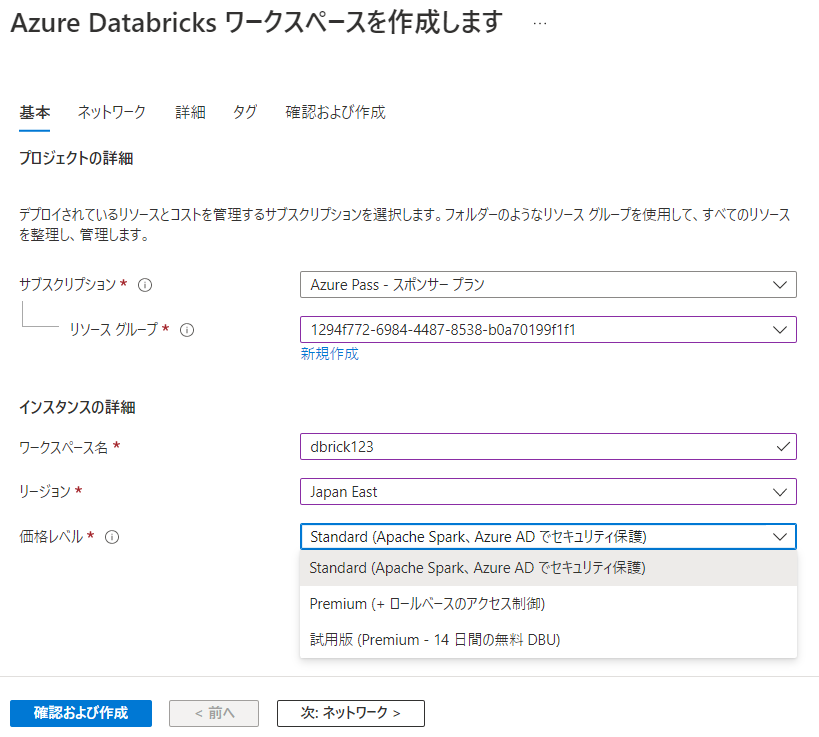 Azure Databricks ワークスペースを作成します ...
基本 ネットワーク 詳細 タグ 確認および作成
プロジェクトの詳細
デプロイされているリソースとコストを管理するサブスクリプションを選択します。フォルダーのようなリソース グループを使用して、すべてのリソース
を整理し、管理します。
サブスクリプション *
Azure Pass - スポンサー プラン
リソース グループ *
1294f772-6984-4487-8538-b0a70199f1f1
新規作成
インスタンスの詳細
ワークスペース名 *
dbrick123
リージョン *
Japan East
価格レベル *
Standard (Apache Spark、Azure AD でセキュリティ保護)
Standard (Apache Spark、Azure AD でセキュリティ保護)
Premium (+ ロールベースのアクセス制御)
試用版 (Premium - 14 日間の無料 DBU)
確認および作成
< 前へ
次: ネットワーク >